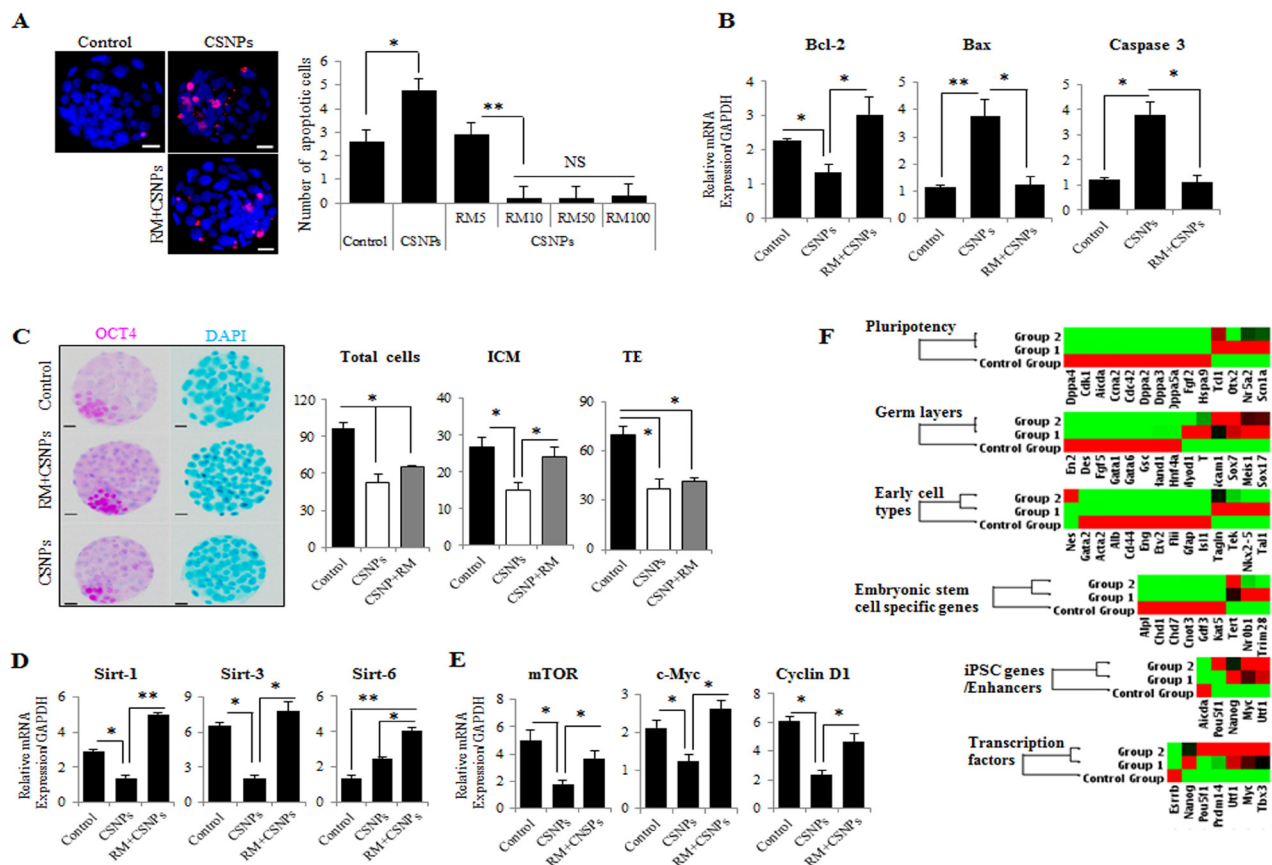 A
Control
CSNPs
RM+CSNPs
Number of apoptotic cells
6
5
4
3
2
1
0
*
**
NS
RM5
RM10
RM50
RM100
Control
CSNPs
CSNPs
B
Bcl-2
Bax
Caspase 3
Relative mRNA
Expression/ GAPDH
4
3
2
1
0
*
*
Control
CSNPs
RM+CSNPs
5
4
3
2
1
0
**
*
Control
CSNPs
RM+CSNPs
5
4
3
2
1
0
*
*
Control
CSNPs
RM+CSNPs
C
OCT4
DAPI
Control
RM+CSNPs
CSNPs
Total cells
ICM
TE
120
90
60
30
0
*
Control
CSNPs
CSNP+RM
40
30
20
10
0
*
*
Control
CSNPs
CSNP+RM
90
60
30
0
*
*
Control
CSNPs
CSNP+RM
D
Sirt-1
Sirt-3
Sirt-6
Relative mRNA
Expression/ GAPDH
6
4
2
0
*
**
Control
CSNPs
RM+CSNPs
9
6
3
0
*
*
Control
CSNPs
RM+CSNPs
6
4
2
0
**
*
Control
CSNPs
RM+CSNPs
E
mTOR
c-Myc
Cyclin D1
6
4
2
0
*
*
Control
CSNPs
RM+CNSPs
4
3
2
1
0
*
*
Control
CSNPs
RM+CSNPs
8
6
4
2
0
*
*
Control
CSNPs
RM+CSNPs
F
Pluripotency
Group 2
Group 1
Control Group
Dppa4
Cdk1
Aicda
Ccna2
Cdc42
Dppa2
Dppa3
Dppa5a
Fgf2
Hspa9
Tcl1
Otx2
Nr5a2
Scn1a
Germ layers
Group 2
Group 1
Control Group
En2
Des
Fgf5
Gata1
Gata6
Gsc
Hand1
Hnf4a
Myod1
T
icam1
Sox7
Meis1
Sox17
Early cell
types
Group 2
Group 1
Control Group
Nes
Gata2
Acta2
Alb
Cd44
Eng
Etv2
Flii
Gfap
Isl1
Tagln
Tek
Nkx2-5
Tal1
Embryonic stem
cell specific genes
Group 2
Group 1
Control Group
Alpl
Chd1
Chd7
Cnot3
Gdf3
Kat5
Tert
Nr0b1
Trim28
iPSC genes
/Enhancers
Group 2
Group 1
Control Group
Aicda
Pou5f1
Nanog
Myc
Utf1
Transcription
factors
Group 2
Group 1
Control Group
Esrrb
Nanog
Pou5f1
Prdm14
Utf1
Myc
Tbx3